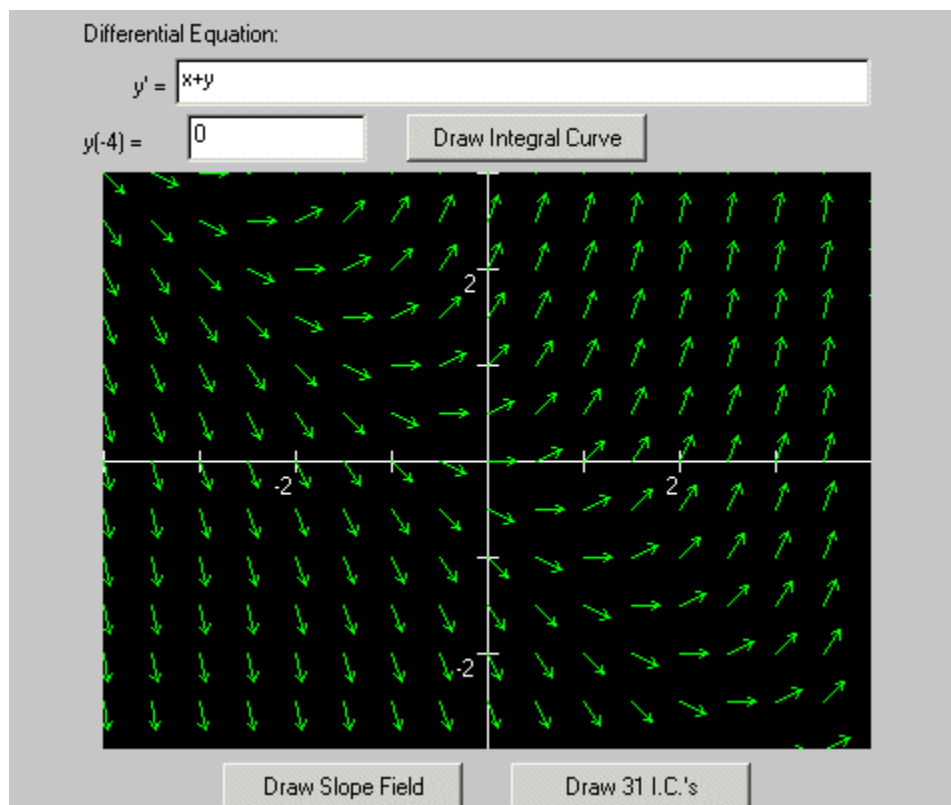 Differential Equation:
y' = x+y
y(-4) = 0 Draw Integral Curve
2
-2 2
-2
Draw Slope Field Draw 31 I.C.'s